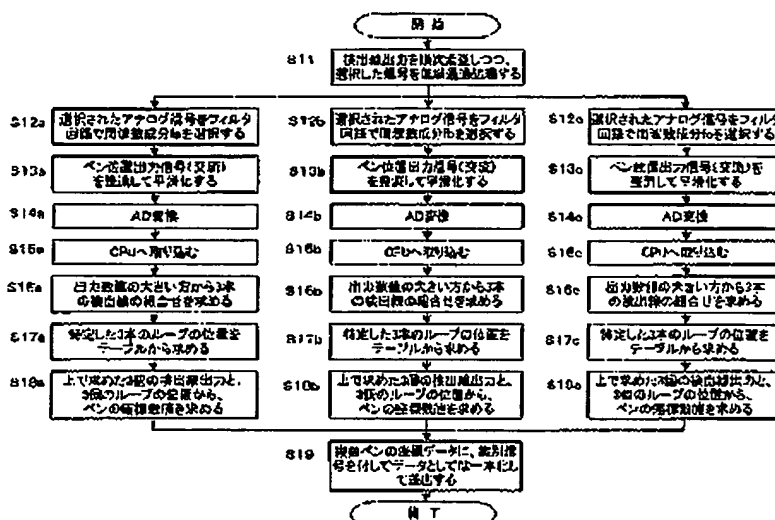 開始
S11
検出線出力を順次走査しつつ、
選択した信号を低域通過処理する
S12a
選択されたアナログ信号をフィルタ
回路で周波数成分faを選択する
S13a
ペン位置出力信号(交流)
を整流して平滑化する
S14a
AD変換
S15a
CPUへ取り込む
S16a
出力数値の大きい方から3本
の検出線の組合せを求める
S17a
特定した3本のループの位置を
テーブルから求める
S18a
上で求めた3個の検出線出力と、
3個のループの位置から、
ペンの座標数値を求める
S12b
選択されたアナログ信号をフィルタ
回路で周波数成分fbを選択する
S13b
ペン位置出力信号(交流)
を整流して平滑化する
S14b
AD変換
S15b
CPUへ取り込む
S16b
出力数値の大きい方から3本
の検出線の組合せを求める
S17b
特定した3本のループの位置を
テーブルから求める
S18b
上で求めた3個の検出線出力と、
3個のループの位置から、
ペンの座標数値を求める
S12c
選択されたアナログ信号をフィルタ
回路で周波数成分fcを選択する
S13c
ペン位置出力信号(交流)を
整流して平滑化する
S14c
AD変換
S15c
CPUへ取り込む
S16c
出力数値の大きい方から3本
の検出線の組合せを求める
S17c
特定した3本のループの位置を
テーブルから求める
S18c
上で求めた3個の検出線出力と、
3個のループの位置から、
ペンの座標数値を求める
S19
複数ペンの座標データに、識別信
号を付してデータとしては一本化し
て送出する
終了